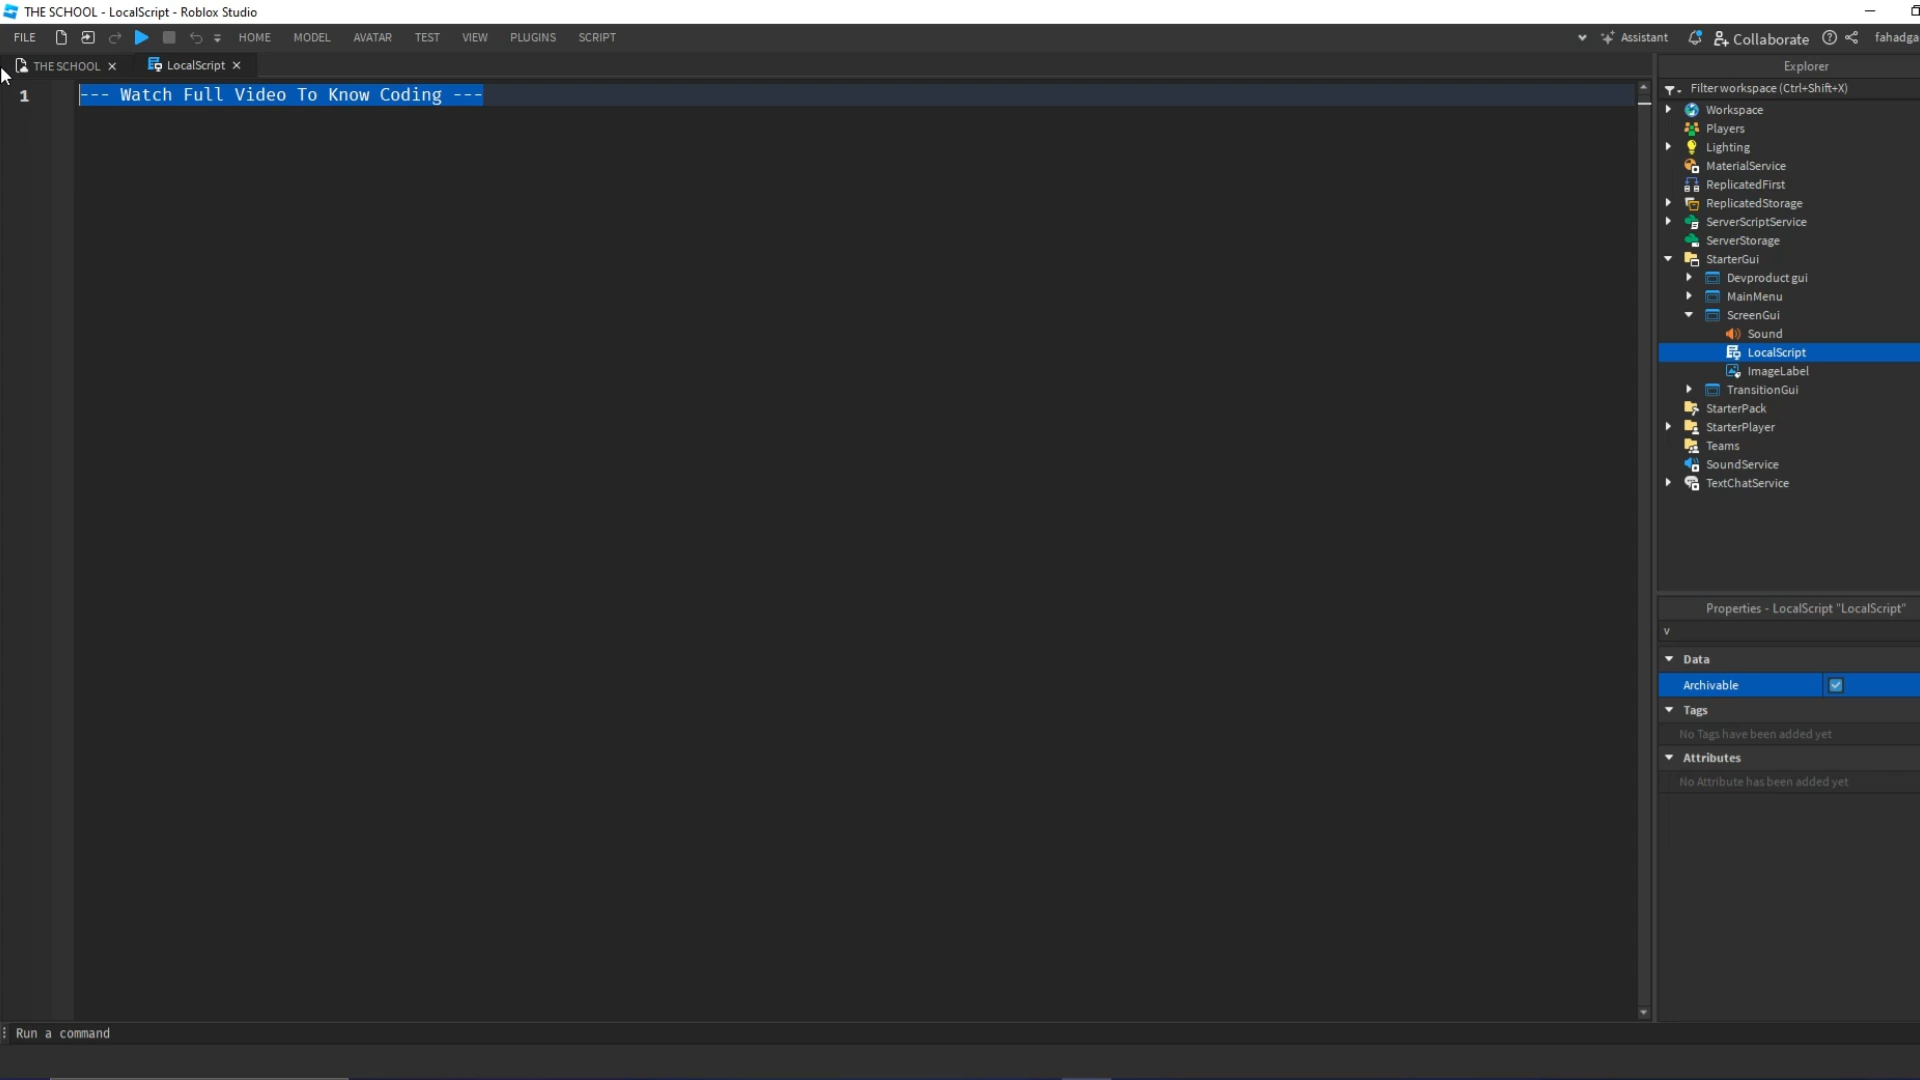 THE SCHOOL - LocalScript - Roblox Studio
FILE HOME MODEL AVATAR TEST VIEW PLUGINS SCRIPT Assistant Collaborate fahadga
THE SCHOOL LocalScript
1 --- Watch Full Video To Know Coding ---
Explorer
Filter workspace (Ctrl+Shift+X)
Workspace
Players
Lighting
MaterialService
ReplicatedFirst
ReplicatedStorage
ServerScriptService
ServerStorage
StarterGui
Devproduct gui
MainMenu
ScreenGui
Sound
LocalScript
ImageLabel
TransitionGui
StarterPack
StarterPlayer
Teams
SoundService
TextChatService
Properties - LocalScript "LocalScript"
v
Data
Archivable
Tags
No Tags have been added yet
Attributes
No Attribute has been added yet
Run a command